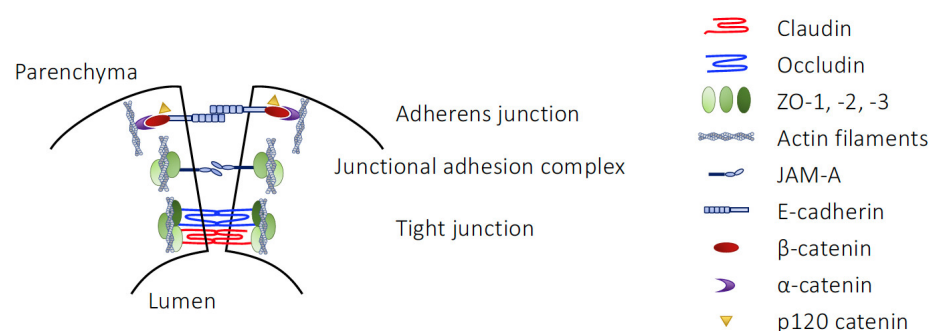 Parenchyma
Adherens junction
Junctional adhesion complex
Tight junction
Lumen
Claudin
Occludin
ZO-1, -2, -3
Actin filaments
JAM-A
E-cadherin
β-catenin
α-catenin
p120 catenin